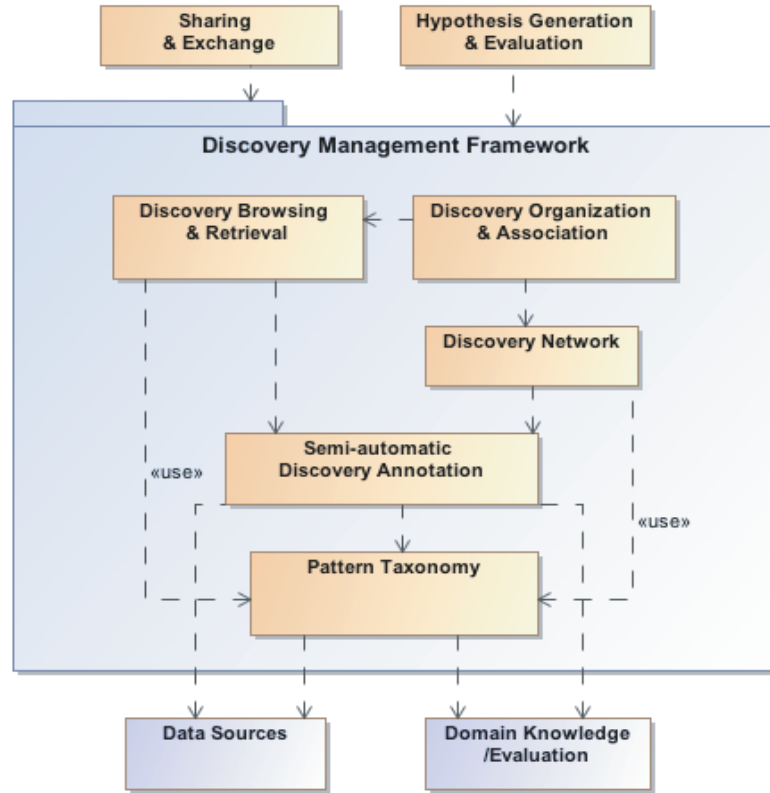 Sharing
& Exchange
Hypothesis Generation
& Evaluation
Discovery Management Framework
Discovery Browsing
& Retrieval
Discovery Organization
& Association
Discovery Network
Semi-automatic
Discovery Annotation
«use»
«use»
Pattern Taxonomy
Data Sources
Domain Knowledge
/Evaluation